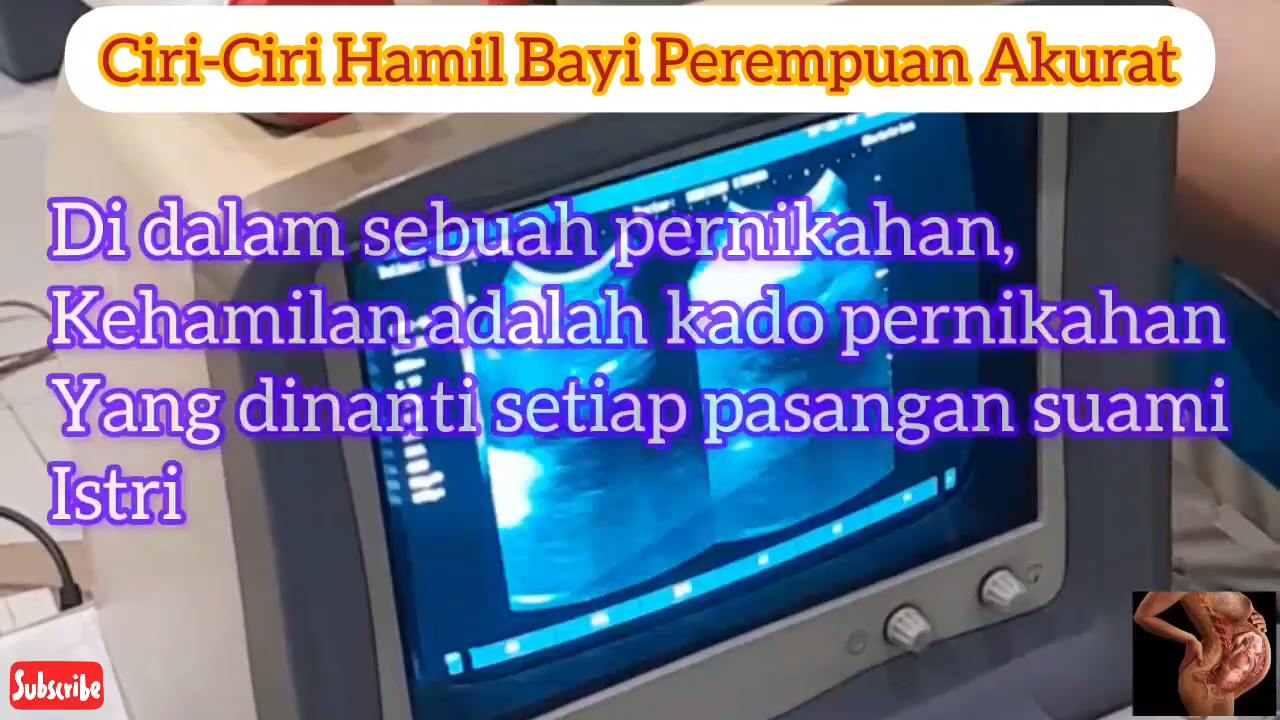 Ciri-Ciri Hamil Bayi Perempuan Akurat
Di dalam sebuah pernikahan,
Kehamilan adalah kado pernikahan
Yang dinanti setiap pasangan suami
Istri
Subscribe